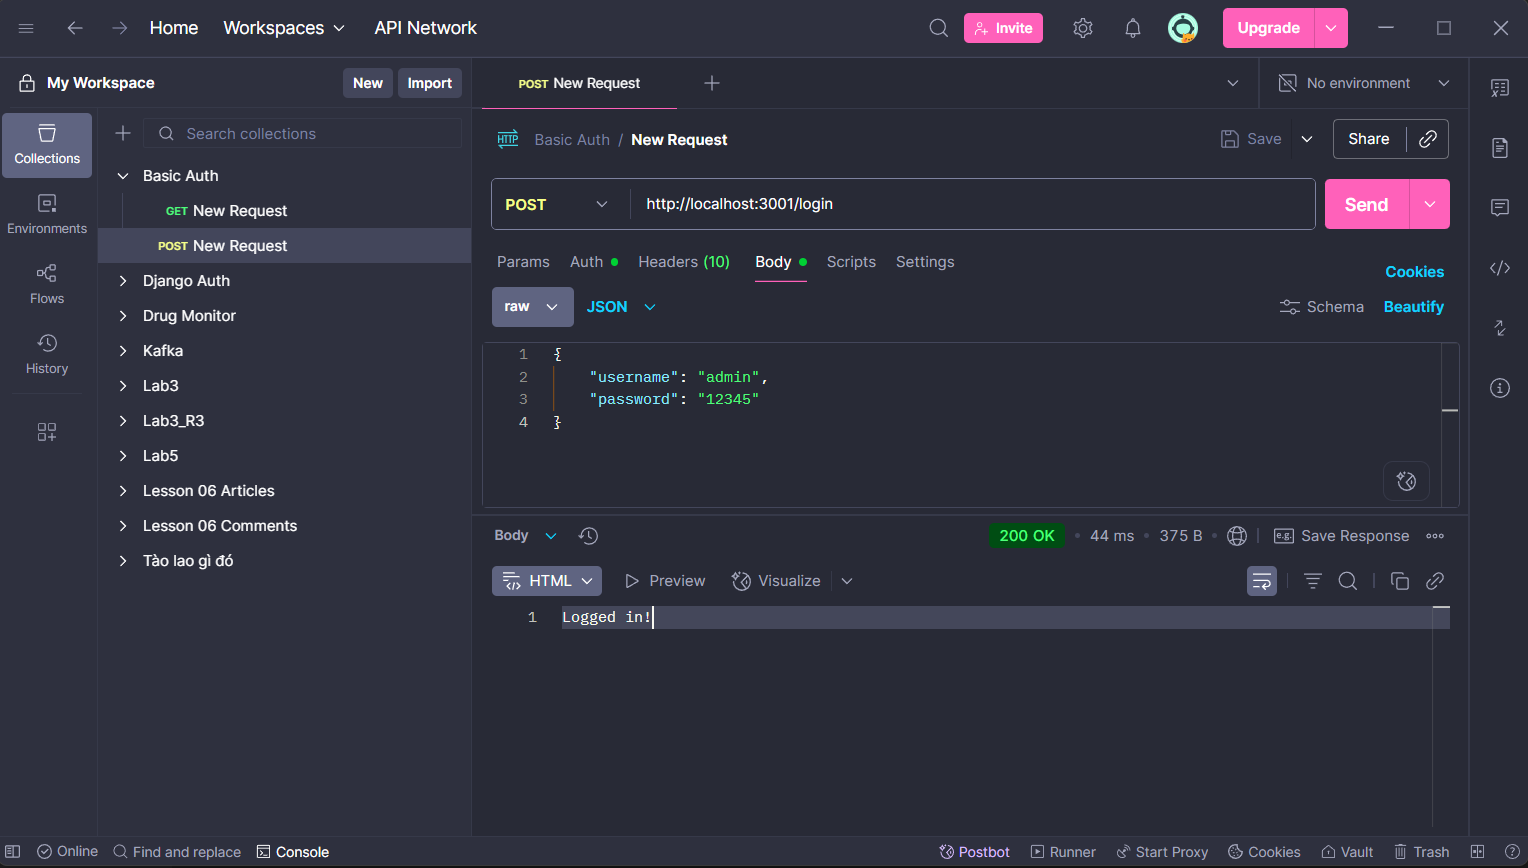 Home Workspaces API Network Invite Upgrade
My Workspace New Import
POST New Request No environment
Collections
Environments
Flows
History
Search collections
Basic Auth
GET New Request
POST New Request
Django Auth
Drug Monitor
Kafka
Lab3
Lab3_R3
Lab5
Lesson 06 Articles
Lesson 06 Comments
Tào lao gì đó
HTTP Basic Auth / New Request Save Share
POST http://localhost:3001/login Send
Params Auth Headers (10) Body Scripts Settings Cookies
raw JSON Schema Beautify
1 {
2 "username": "admin",
3 "password": "12345"
4 }
Body 200 OK 44 ms 375 B e.g. Save Response
HTML Preview Visualize
1 Logged in!
Online Find and replace Console Postbot Runner Start Proxy Cookies Vault Trash